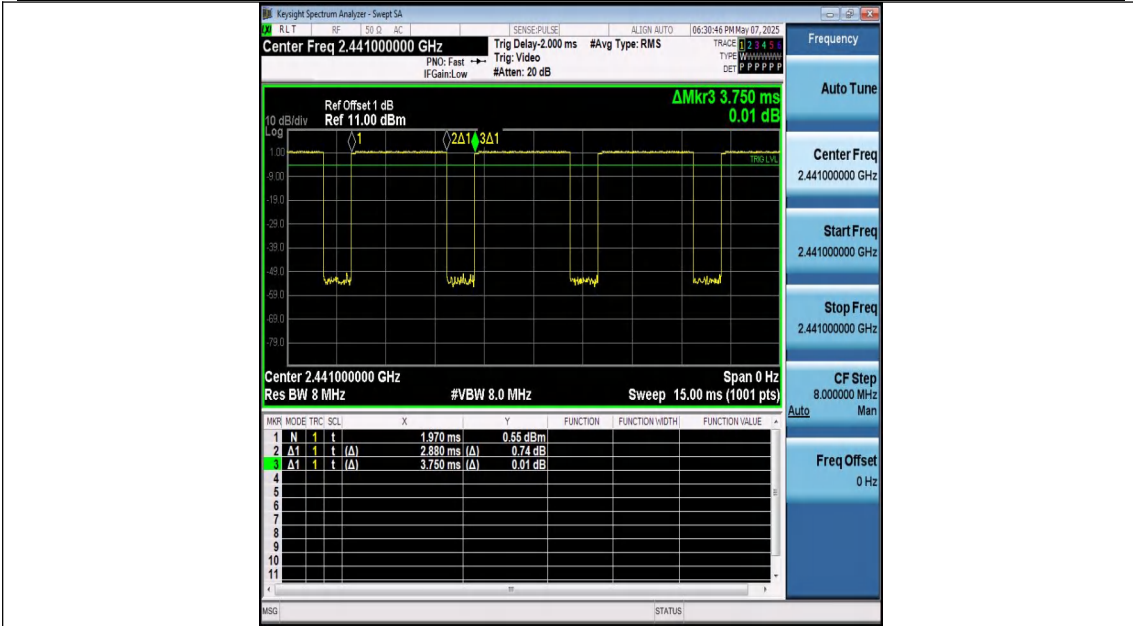 Keysight Spectrum Analyzer - Swept SA
RLT RF 50 Ω AC SENSE:PULSE ALIGN AUTO 06:30:46 PM May 07, 2025
Center Freq 2.441000000 GHz Trig Delay-2.000 ms #Avg Type: RMS TRACE 1 2 3 4 5 6
PNO: Fast Trig: Video TYPE W
IFGain:Low #Atten: 20 dB DET P P P P P P
Frequency
ΔMkr3 3.750 ms
0.01 dB
Ref Offset 1 dB
10 dB/div Ref 11.00 dBm
Log
1 2Δ1 3Δ1
1.00
TRIG LVL
-9.00
-19.0
-29.0
-39.0
-49.0
-59.0
-69.0
-79.0
Center 2.441000000 GHz Span 0 Hz
Res BW 8 MHz #VBW 8.0 MHz Sweep 15.00 ms (1001 pts)
MKR MODE TRC SCL X Y FUNCTION FUNCTION WIDTH FUNCTION VALUE
1 N 1 t 1.970 ms 0.55 dBm
2 Δ1 1 t (Δ) 2.880 ms (Δ) 0.74 dB
3 Δ1 1 t (Δ) 3.750 ms (Δ) 0.01 dB
4
5
6
7
8
9
10
11
MSG STATUS
Auto Tune
Center Freq
2.441000000 GHz
Start Freq
2.441000000 GHz
Stop Freq
2.441000000 GHz
CF Step
8.000000 MHz
Auto Man
Freq Offset
0 Hz